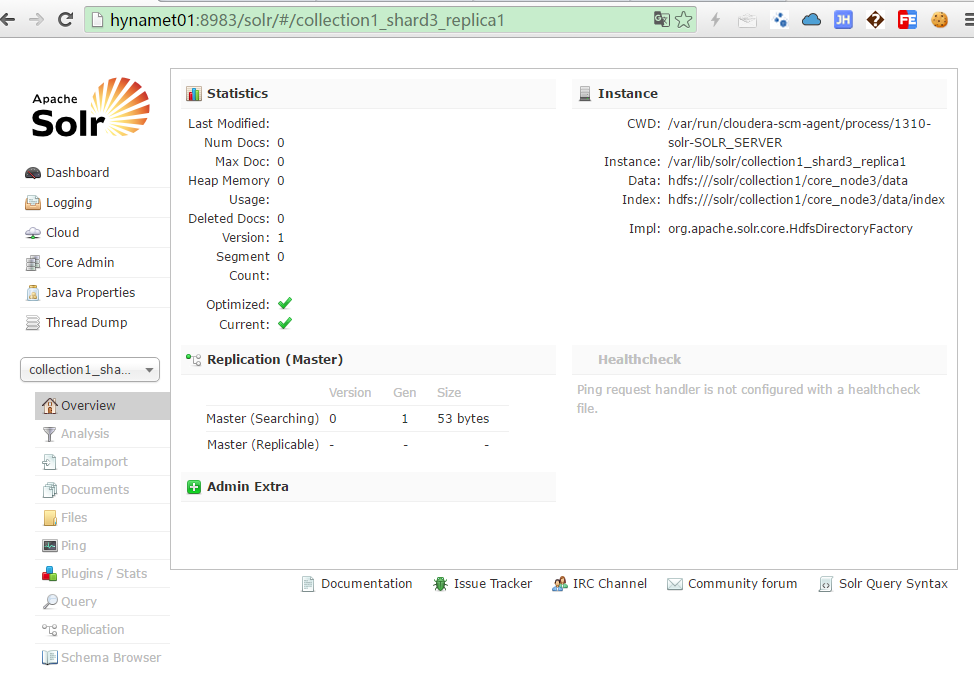 hynamet01:8983/solr/#/collection1_shard3_replica1
JH
FE
Apache
Solr
Dashboard
Logging
Cloud
Core Admin
Java Properties
Thread Dump
collection1_sha...
Overview
Analysis
Dataimport
Documents
Files
Ping
Plugins / Stats
Query
Replication
Schema Browser
Statistics
Last Modified:
Num Docs: 0
Max Doc: 0
Heap Memory 0
Usage:
Deleted Docs: 0
Version: 1
Segment 0
Count:
Optimized:
Current:
Instance
CWD: /var/run/cloudera-scm-agent/process/1310-
solr-SOLR_SERVER
Instance: /var/lib/solr/collection1_shard3_replica1
Data: hdfs:///solr/collection1/core_node3/data
Index: hdfs:///solr/collection1/core_node3/data/index
Impl: org.apache.solr.core.HdfsDirectoryFactory
Replication (Master)
Version Gen Size
Master (Searching) 0 1 53 bytes
Master (Replicable) - - -
Healthcheck
Ping request handler is not configured with a healthcheck
file.
Admin Extra
Documentation Issue Tracker IRC Channel Community forum Solr Query Syntax